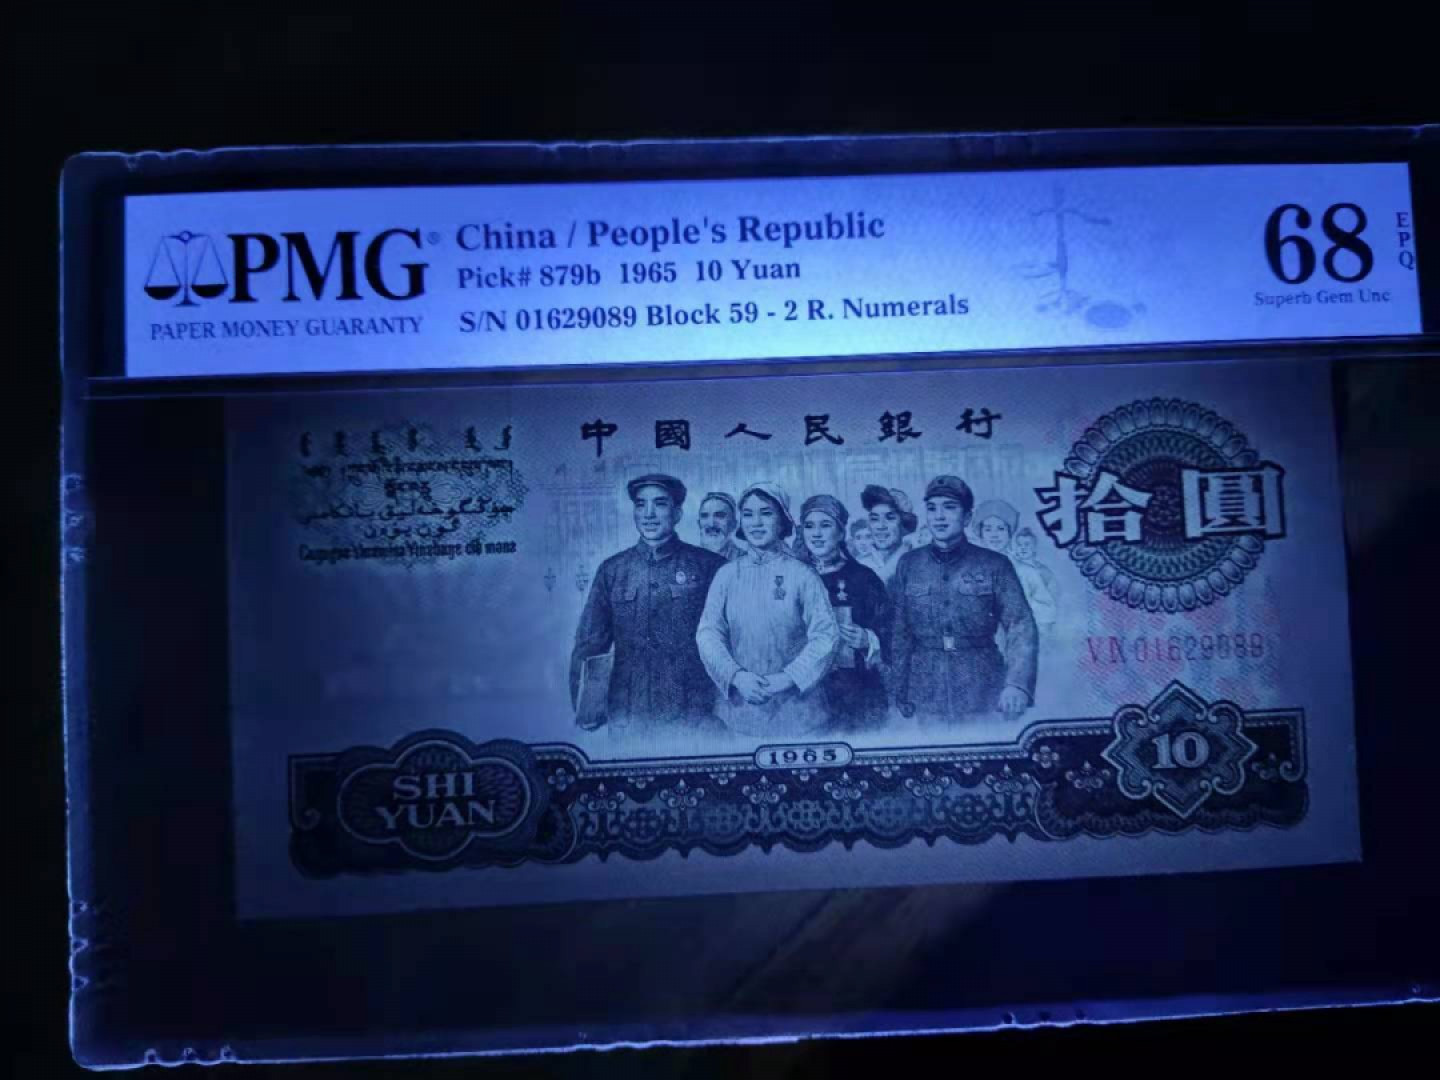 PMG®
PAPER MONEY GUARANTY
China / People's Republic
Pick# 879b 1965 10 Yuan
S/N 01629089 Block 59 - 2 R. Numerals
68
EPQ
Superb Gem Unc
中國人民銀行
拾圓
VIX 01629089
1965
SHI
YUAN
10